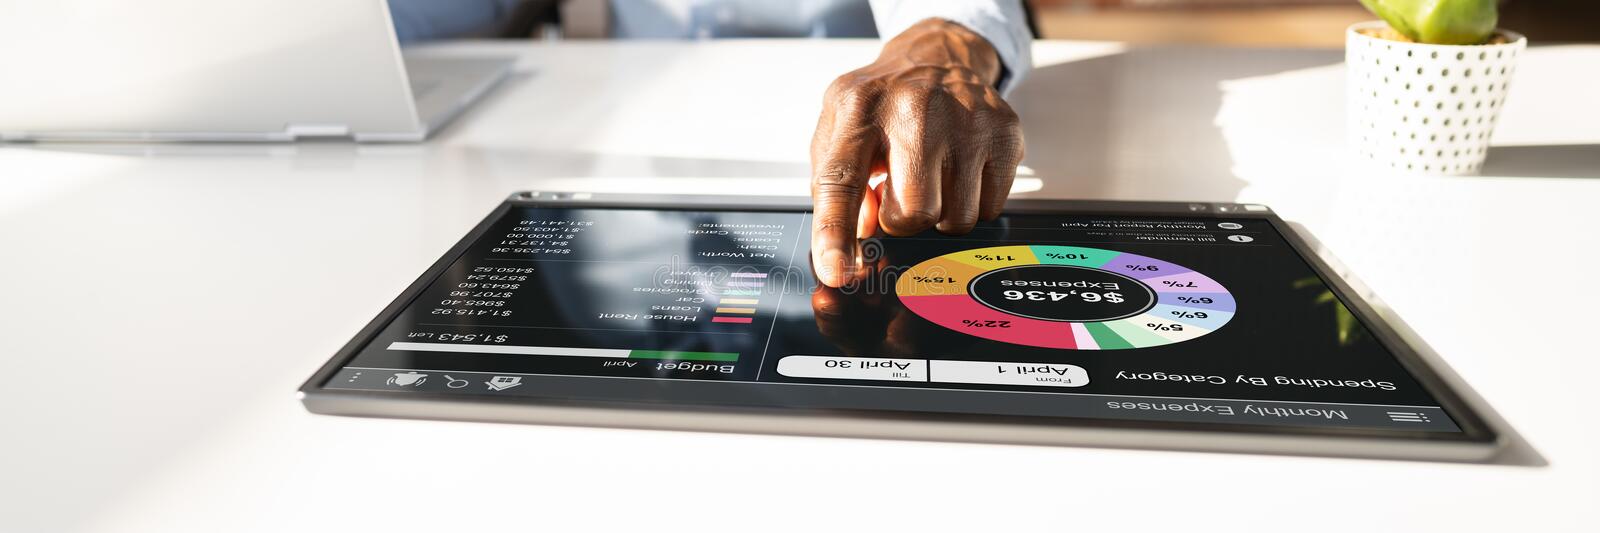 Monthly Expenses
Spending By Category
From
April 1
Till
April 30
$6,436
Expenses
22%
15%
11%
10%
9%
7%
6%
6%
5%
Bill Reminder
Monthly Report For April
Budget
April
$1,543 Left
House Rent $1,415.92
Loans $965.40
Car $707.96
Groceries $643.60
Dining $579.24
Travel $450.52
Net Worth: $54,235.36
Cash: $4,137.31
Loans: $1,000.00
Credit Cards: -$1,403.50
Investments: $31,441.48
dreamstime